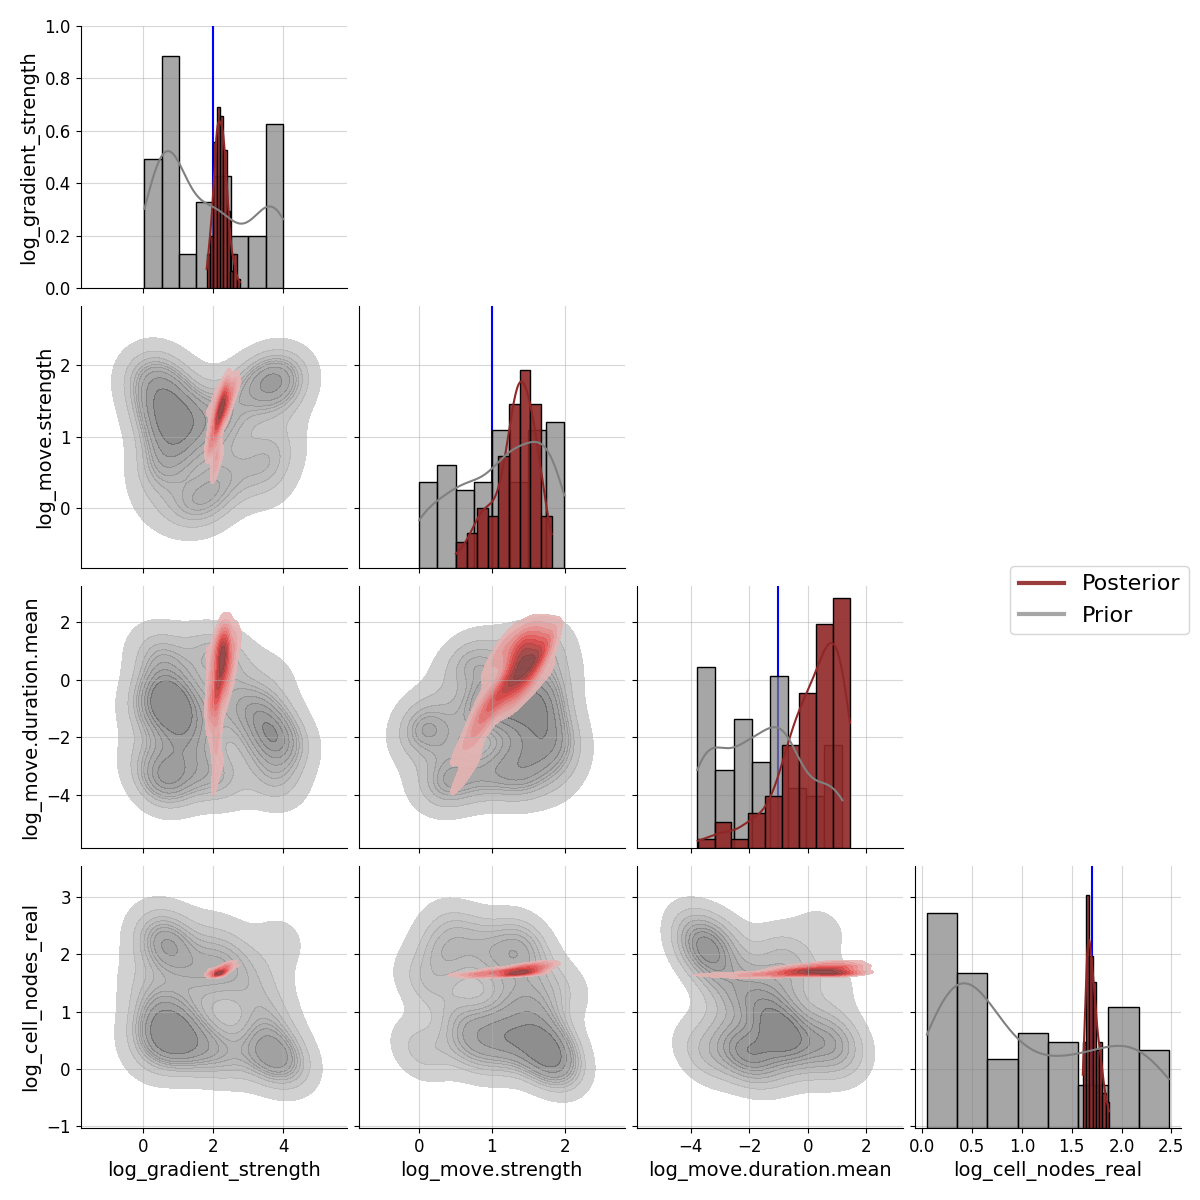 1.0
0.8
0.6
0.4
0.2
0.0
log_gradient_strength
2
1
0
log_move.strength
2
0
−2
−4
log_move.duration.mean
Posterior
Prior
3
2
1
0
−1
log_cell_nodes_real
0 2 4
0 1 2
−4 −2 0 2
0.0 0.5 1.0 1.5 2.0 2.5
log_gradient_strength
log_move.strength
log_move.duration.mean
log_cell_nodes_real